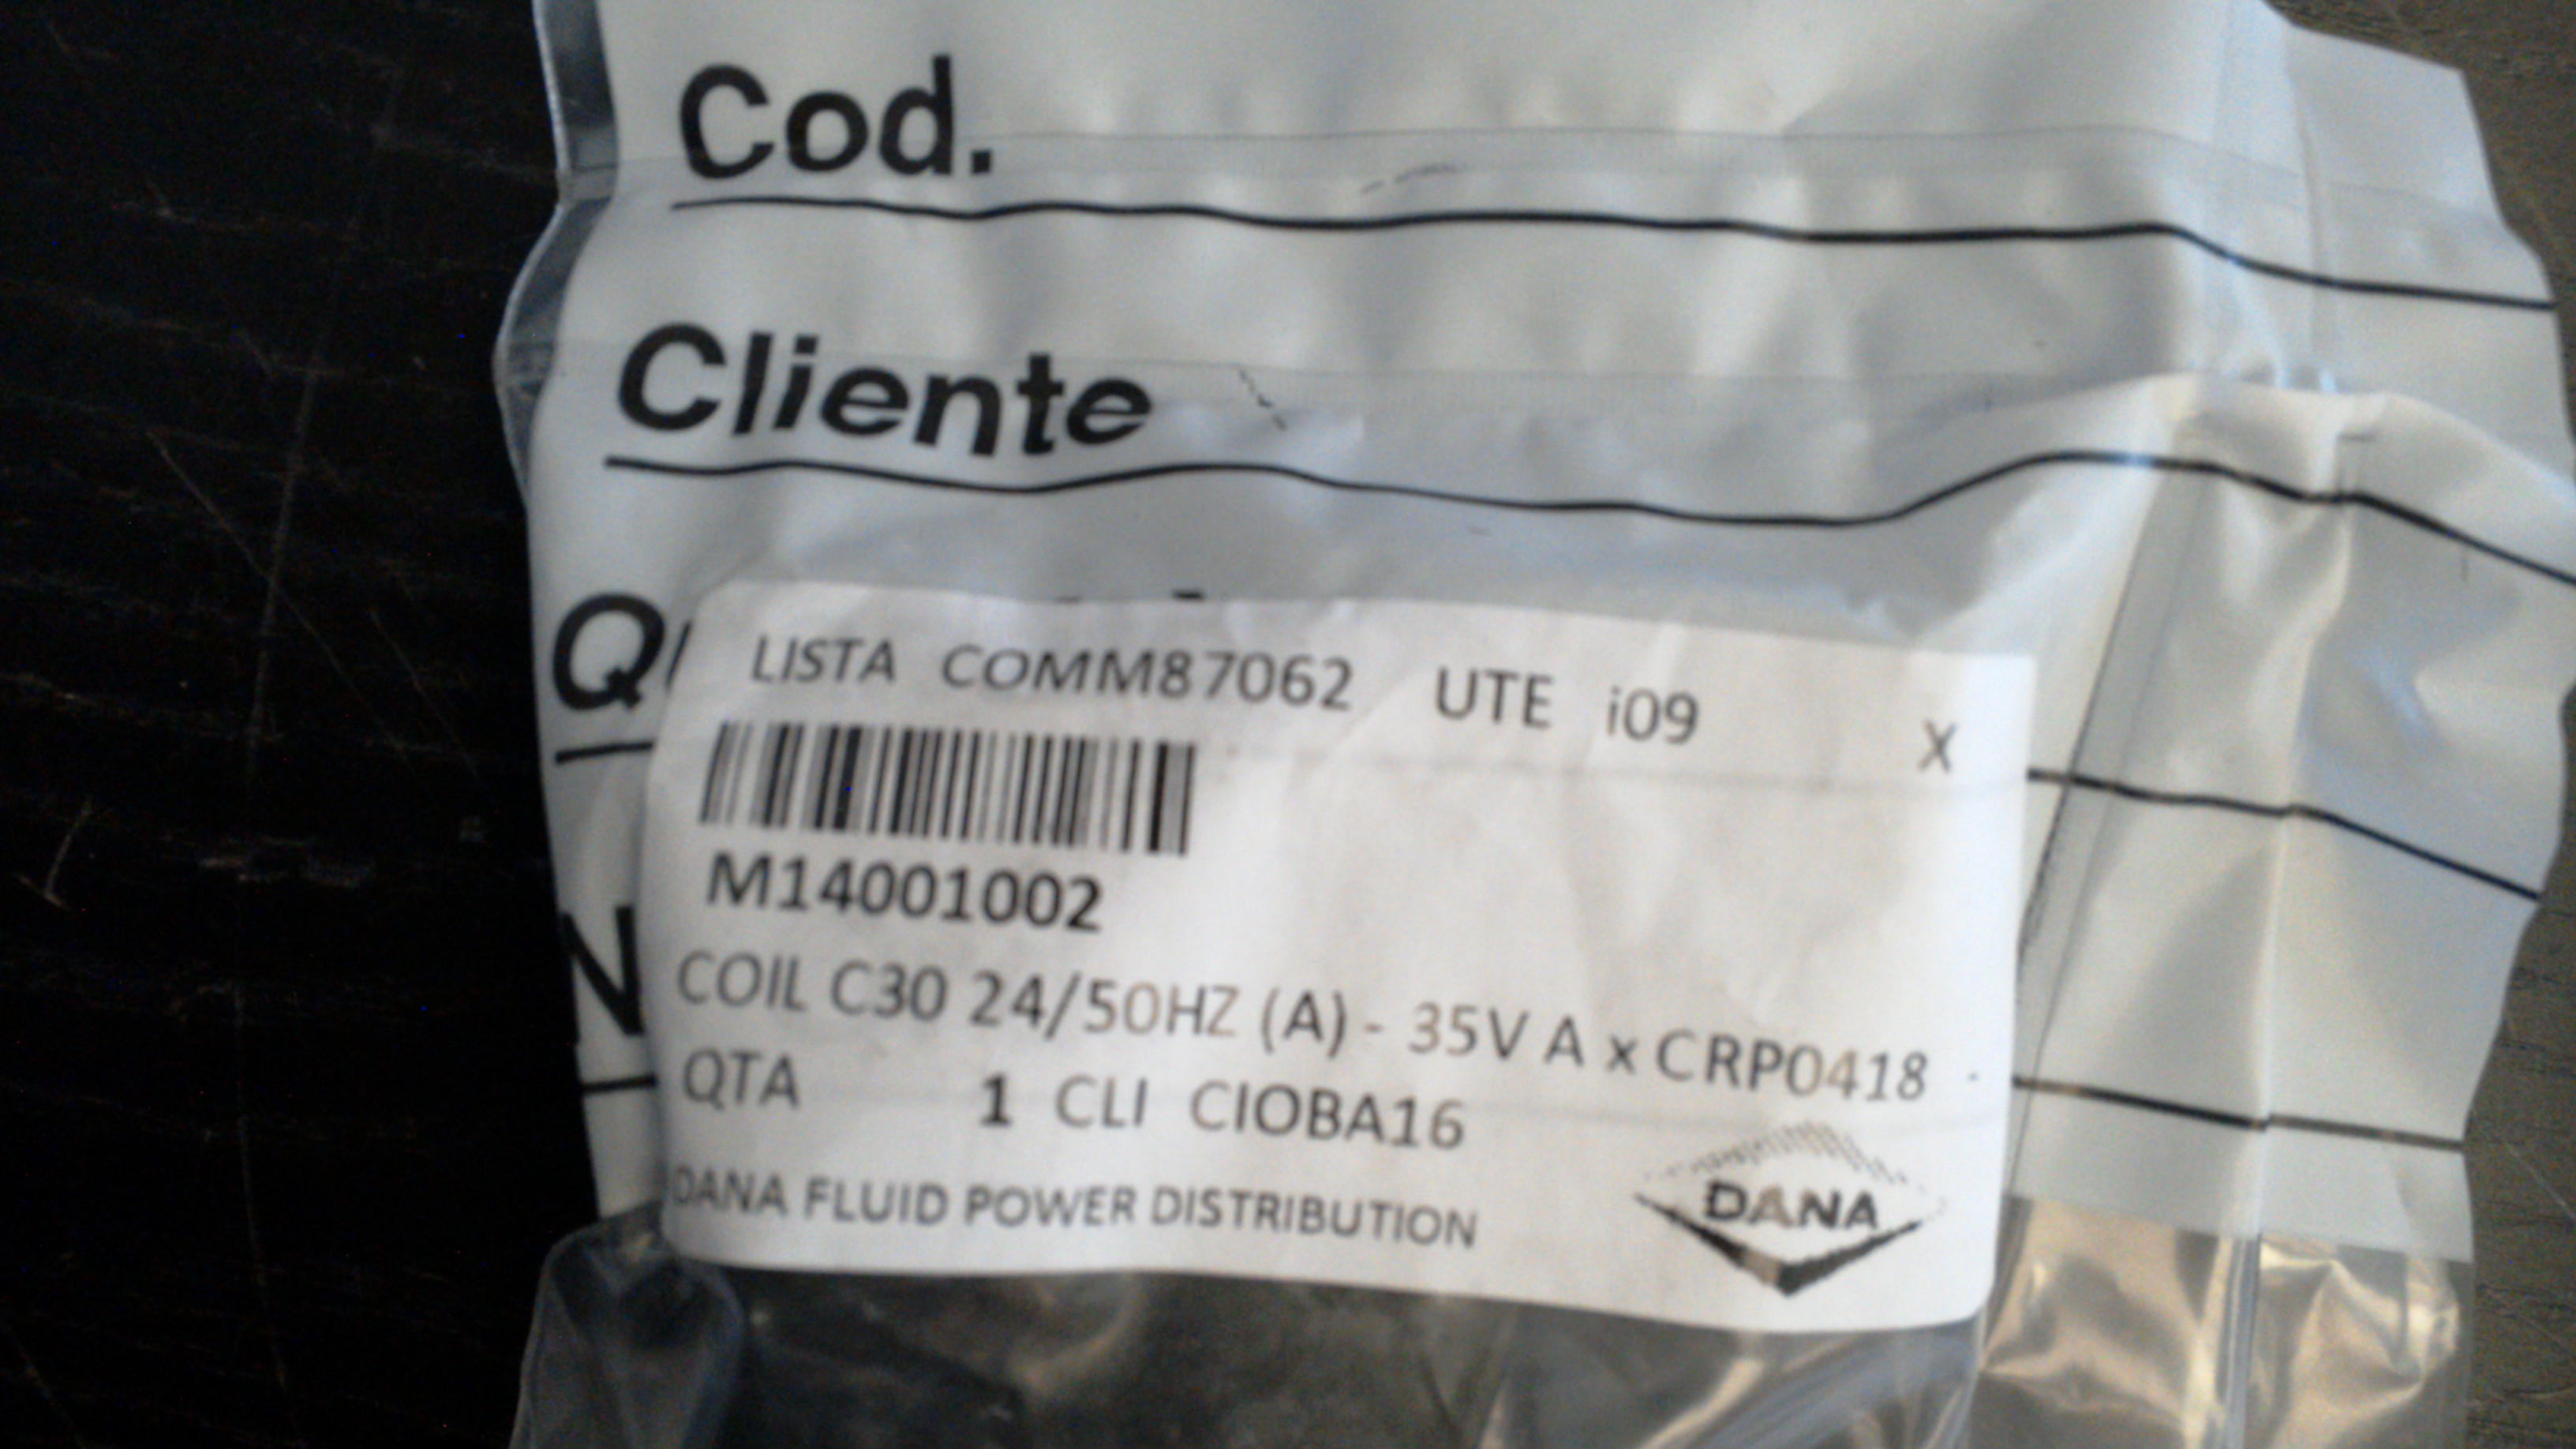 Cod.
Cliente
Q
LISTA COMM87062 UTE i09 X
M14001002
N
COIL C30 24/50HZ (A) - 35V A x CRP0418 -
QTA 1 CLI CIOBA16
DANA FLUID POWER DISTRIBUTION
DANA